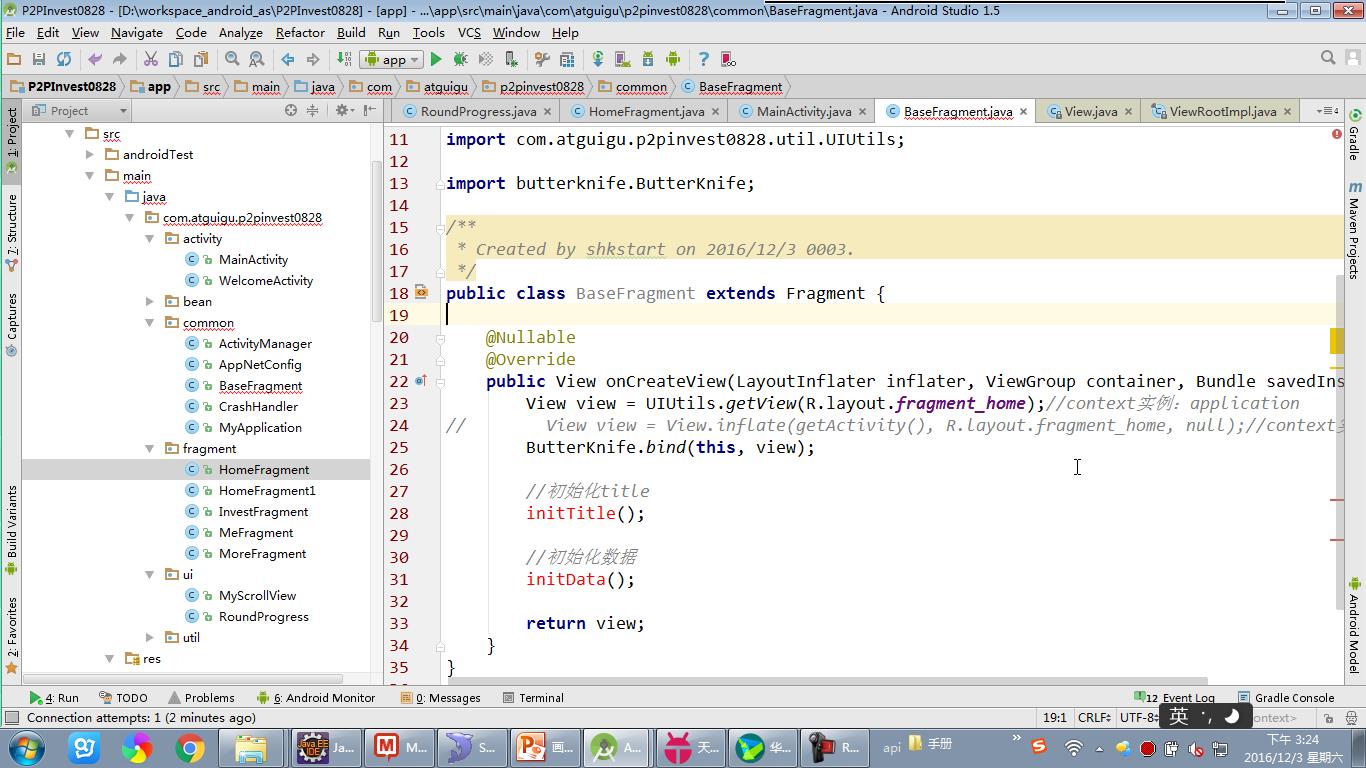 P2PInvest0828 - [D:\workspace_android_as\P2PInvest0828] - [app] - ...\app\src\main\java\com\atguigu\p2pinvest0828\common\BaseFragment.java - Android Studio 1.5
File Edit View Navigate Code Analyze Refactor Build Run Tools VCS Window Help
app
P2PInvest0828 app src main java com atguigu p2pinvest0828 common BaseFragment
Project
RoundProgress.java HomeFragment.java MainActivity.java BaseFragment.java View.java ViewRootImpl.java
1: Project
7: Structure
Captures
Build Variants
2: Favorites
src
androidTest
main
java
com.atguigu.p2pinvest0828
activity
MainActivity
WelcomeActivity
bean
common
ActivityManager
AppNetConfig
BaseFragment
CrashHandler
MyApplication
fragment
HomeFragment
HomeFragment1
InvestFragment
MeFragment
MoreFragment
ui
MyScrollView
RoundProgress
util
res
11 import com.atguigu.p2pinvest0828.util.UIUtils;
12
13 import butterknife.ButterKnife;
14
15 /**
16 * Created by shkstart on 2016/12/3 0003.
17 */
18 public class BaseFragment extends Fragment {
19
20 @Nullable
21 @Override
22 public View onCreateView(LayoutInflater inflater, ViewGroup container, Bundle savedIns
23 View view = UIUtils.getView(R.layout.fragment_home);//context实例：application
24 // View view = View.inflate(getActivity(), R.layout.fragment_home, null);//context
25 ButterKnife.bind(this, view);
26
27 //初始化title
28 initTitle();
29
30 //初始化数据
31 initData();
32
33 return view;
34 }
35 }
Gradle
Maven Projects
Android Model
4: Run TODO Problems 6: Android Monitor 0: Messages Terminal 12 Event Log Gradle Console
Connection attempts: 1 (2 minutes ago) 19:1 CRLF UTF-8 英 ntext>
Ja... M... S... 画... A... 天... 华... R... api 手册 下午 3:24
2016/12/3 星期六